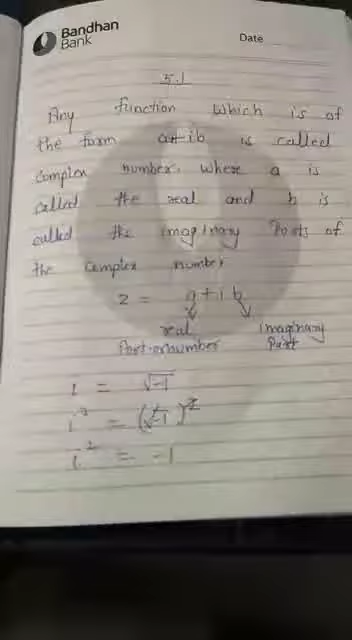 Bandhan
Bank
Date
5.1
Any function which is of
the form a+ib is called
complex number, where a is
called the real and b is
called the imaginary Parts of
the complex number
z = a+ib
real Imaginary
Part or number Part
i = √-1
i² = (√-1)²
i² = -1